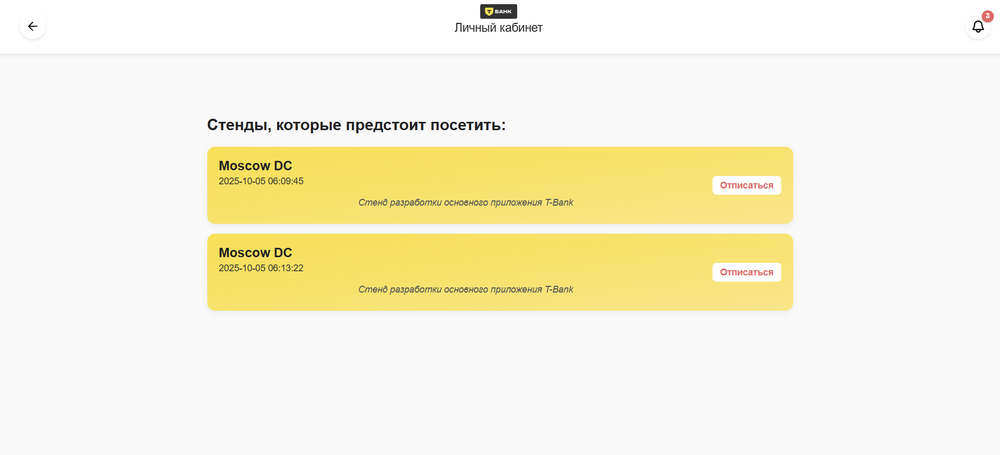 Т БАНК
Личный кабинет
3
Стенды, которые предстоит посетить:
Moscow DC
2025-10-05 06:09:45
Отписаться
Стенд разработки основного приложения T-Bank
Moscow DC
2025-10-05 06:13:22
Отписаться
Стенд разработки основного приложения T-Bank